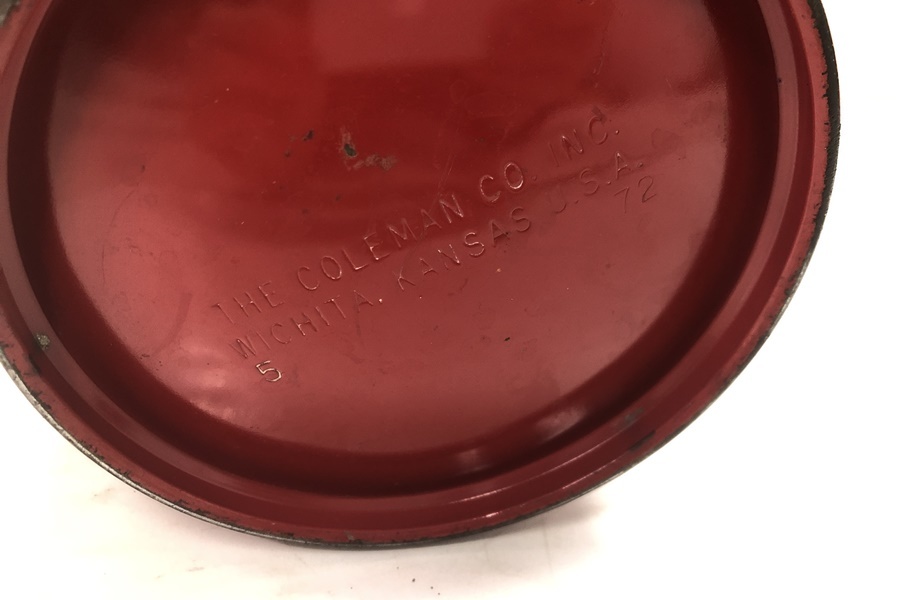 THE COLEMAN CO. INC.
WICHITA, KANSAS U.S.A.
5 72